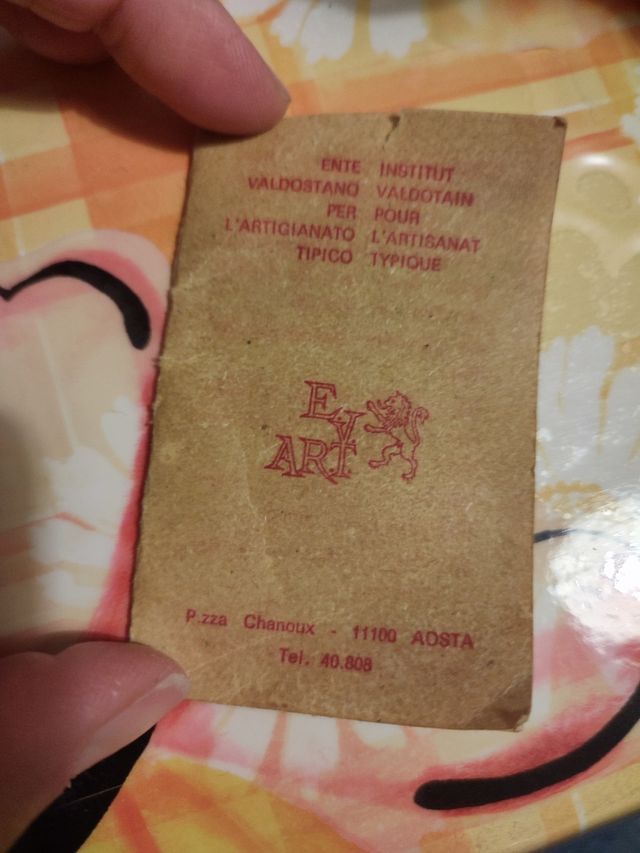 ENTE INSTITUT
VALDOSTANO VALDOTAIN
PER POUR
L'ARTIGIANATO L'ARTISANAT
TIPICO TYPIQUE
EV
ART
P.zza Chanoux - 11100 AOSTA
Tel. 40.808